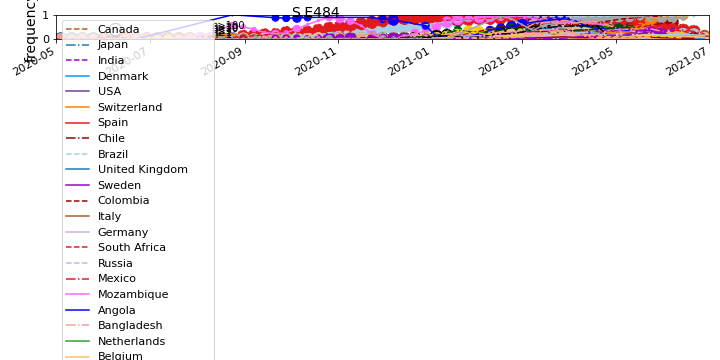 S.E484
frequency
1
0
2020-05
2020-07
2020-09
2020-11
2021-01
2021-03
2021-05
2021-07
Canada
Japan
India
Denmark
USA
Switzerland
Spain
Chile
Brazil
United Kingdom
Sweden
Colombia
Italy
Germany
South Africa
Russia
Mexico
Mozambique
Angola
Bangladesh
Netherlands
Belgium